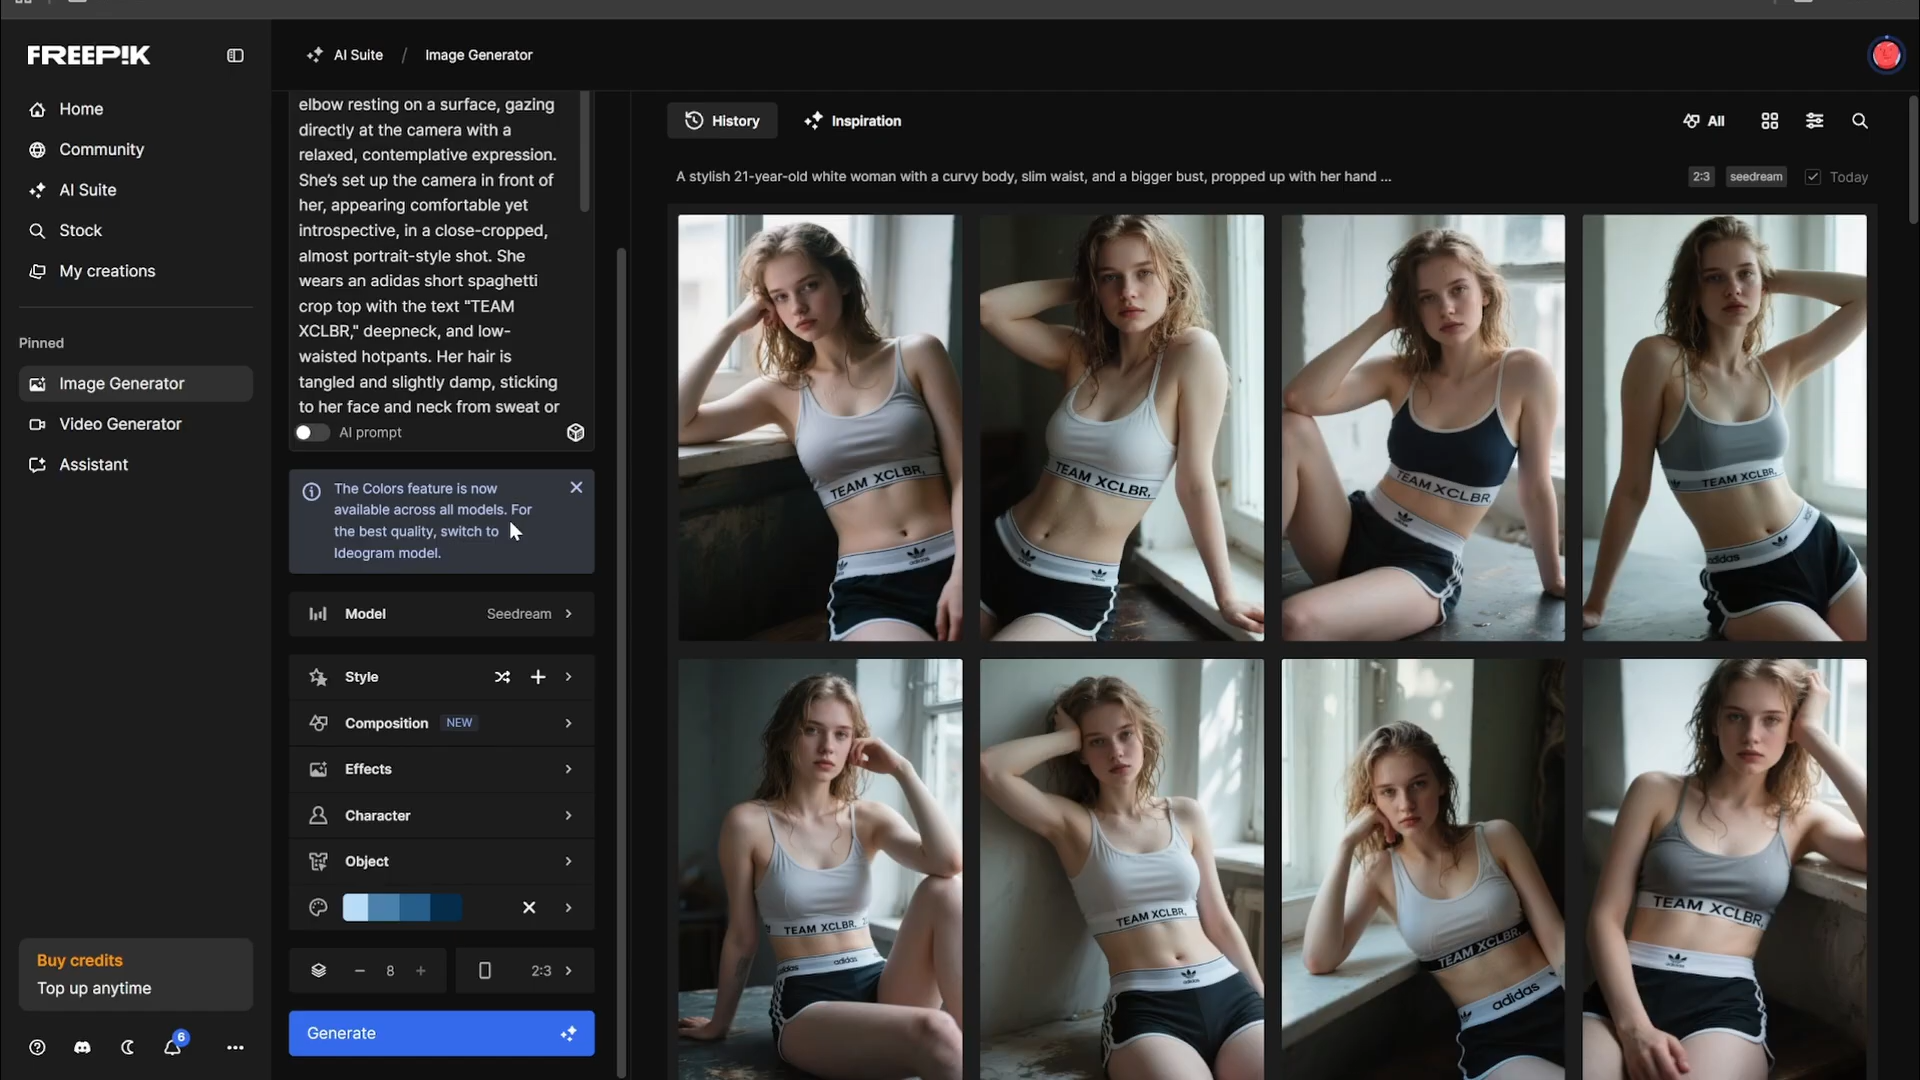 FREEP!K
Home
Community
AI Suite
Stock
My creations
Pinned
Image Generator
Video Generator
Assistant
Buy credits
Top up anytime
6
AI Suite / Image Generator
elbow resting on a surface, gazing
directly at the camera with a
relaxed, contemplative expression.
She's set up the camera in front of
her, appearing comfortable yet
introspective, in a close-cropped,
almost portrait-style shot. She
wears an adidas short spaghetti
crop top with the text "TEAM
XCLBR," deepneck, and low-
waisted hotpants. Her hair is
tangled and slightly damp, sticking
to her face and neck from sweat or
AI prompt
The Colors feature is now
available across all models. For
the best quality, switch to
Ideogram model.
Model Seedream
Style
Composition NEW
Effects
Character
Object
8
2:3
Generate
History
Inspiration
All
A stylish 21-year-old white woman with a curvy body, slim waist, and a bigger bust, propped up with her hand ...
2:3 seedream Today
TEAM XCLBR,
TEAM XCLBR,
TEAM XCLBR,
TEAM XCLBR,
adidas
TEAM XCLBR,
adidas
TEAM XCLBR,
TEAM XCLBR,
adidas
TEAM XCLBR,